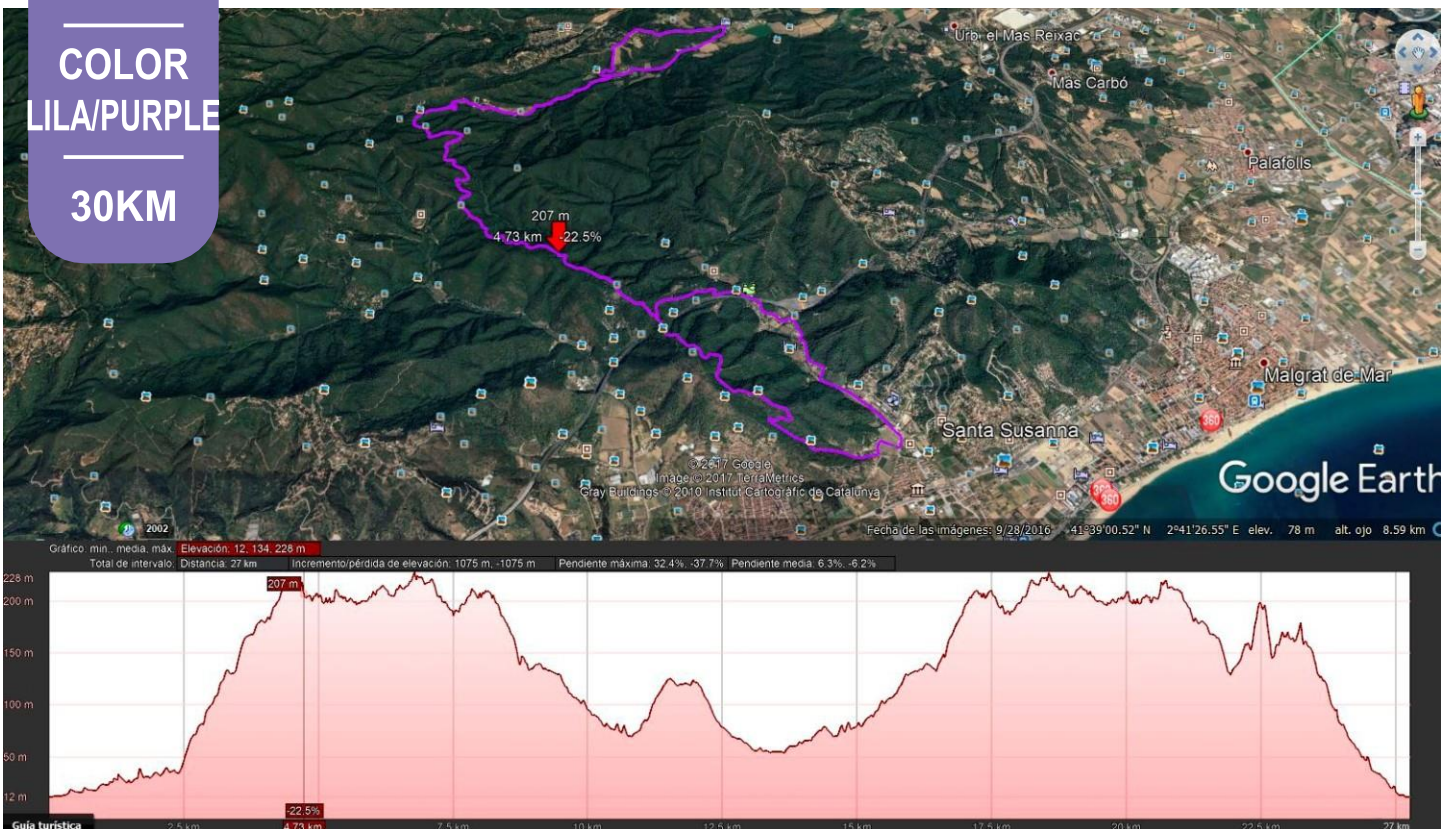 COLOR
LILA/PURPLE
30KM
Urb. el Mas Reixac
Mas Carbó
Palafolls
207 m
4.73 km -22.5%
Malgrat de Mar
360
Santa Susanna
© 2017 Google
Image © 2017 TerraMetrics
Gray Buildings © 2010 Institut Cartogràfic de Catalunya
Google Earth
360
360
2002
Fecha de las imágenes: 9/28/2016 41°39'00.52" N 2°41'26.55" E elev. 78 m alt. ojo 8.59 km
Gráfico: mín., media, máx. Elevación: 12, 134, 228 m
Total de intervalo: Distancia: 27 km Incremento/pérdida de elevación: 1075 m, -1075 m Pendiente máxima: 32.4%, -37.7% Pendiente media: 6.3%, -6.2%
228 m
207 m
200 m
150 m
100 m
50 m
12 m
-22.5%
Guía turística 2.5 km 4.73 km 7.5 km 10 km 12.5 km 15 km 17.5 km 20 km 22.5 km 27 km